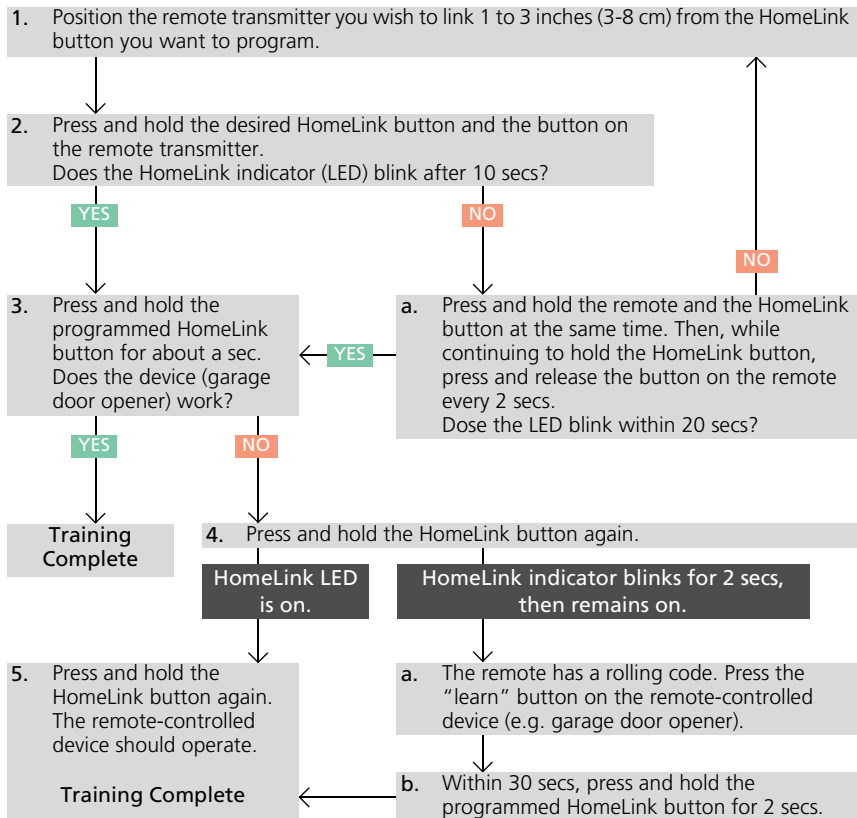 1. Position the remote transmitter you wish to link 1 to 3 inches (3-8 cm) from the HomeLink
button you want to program.
2. Press and hold the desired HomeLink button and the button on
the remote transmitter.
Does the HomeLink indicator (LED) blink after 10 secs?
YES
NO
NO
3. Press and hold the
programmed HomeLink
button for about a sec.
Does the device (garage
door opener) work?
YES
a. Press and hold the remote and the HomeLink
button at the same time. Then, while
continuing to hold the HomeLink button,
press and release the button on the remote
every 2 secs.
Dose the LED blink within 20 secs?
YES
NO
Training
Complete
4. Press and hold the HomeLink button again.
HomeLink LED
is on.
HomeLink indicator blinks for 2 secs,
then remains on.
5. Press and hold the
HomeLink button again.
The remote-controlled
device should operate.
Training Complete
a. The remote has a rolling code. Press the
“learn” button on the remote-controlled
device (e.g. garage door opener).
b. Within 30 secs, press and hold the
programmed HomeLink button for 2 secs.